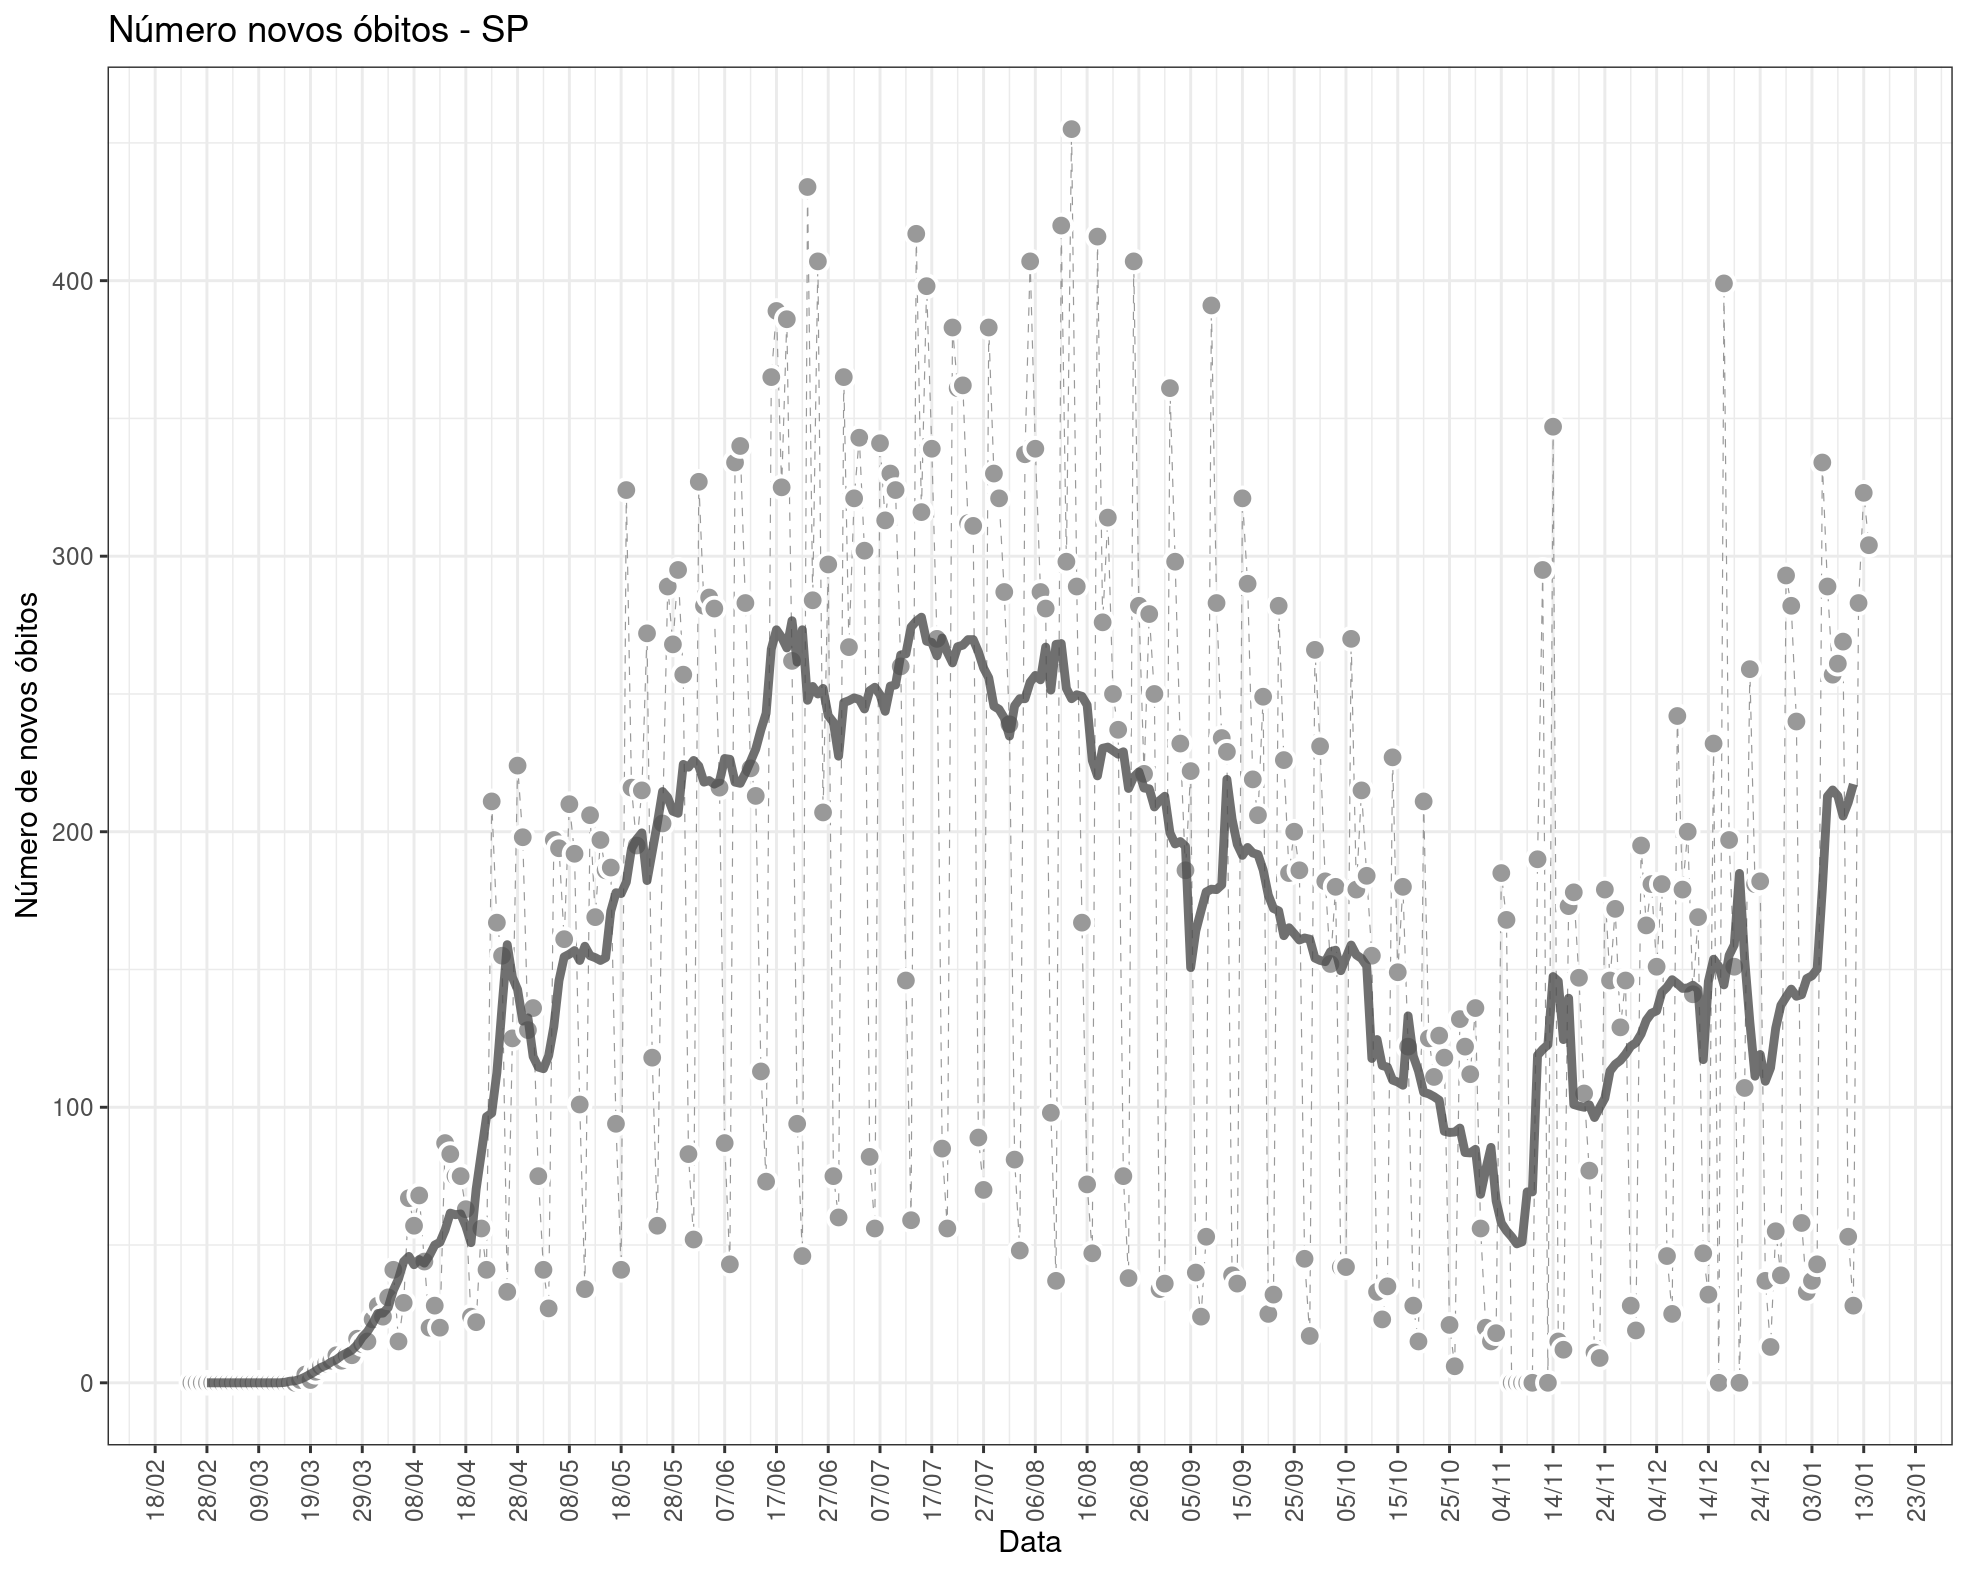 Número novos óbitos - SP
Número de novos óbitos
400
300
200
100
0
18/02 28/02 09/03 19/03 29/03 08/04 18/04 28/04 08/05 18/05 28/05 07/06 17/06 27/06 07/07 17/07 27/07 06/08 16/08 26/08 05/09 15/09 25/09 05/10 15/10 25/10 04/11 14/11 24/11 04/12 14/12 24/12 03/01 13/01 23/01
Data